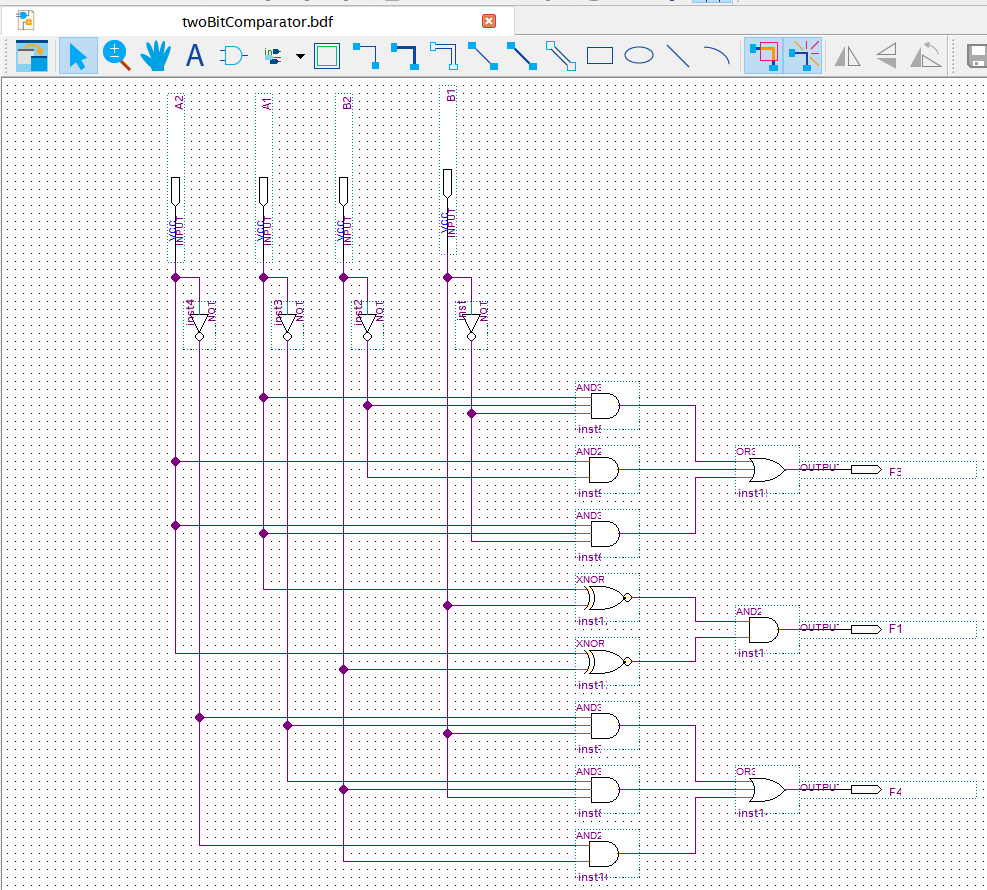 twoBitComparator.bdf
A
A2
A1
B2
B1
VCC
INPUT
VCC
INPUT
VCC
INPUT
VCC
INPUT
inst4
NOT
inst3
NOT
inst2
NOT
inst
NOT
AND3
inst
AND2
inst
OR3
inst1
OUTPUT
F3
AND3
inst
XNOR
inst1
AND2
inst1
OUTPUT
F1
XNOR
inst1
AND3
inst
AND3
inst
OR3
inst1
OUTPUT
F4
AND2
inst1